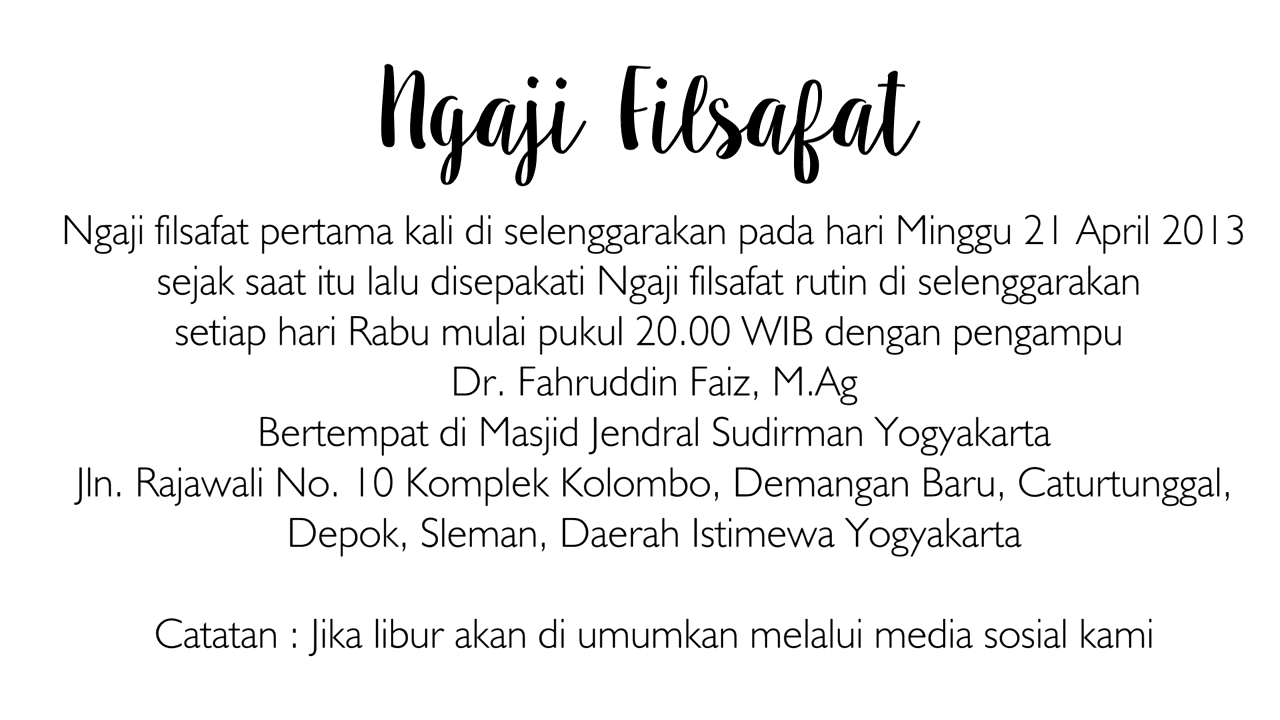 Ngaji Filsafat
Ngaji filsafat pertama kali di selenggarakan pada hari Minggu 21 April 2013
sejak saat itu lalu disepakati Ngaji filsafat rutin di selenggarakan
setiap hari Rabu mulai pukul 20.00 WIB dengan pengampu
Dr. Fahruddin Faiz, M.Ag
Bertempat di Masjid Jendral Sudirman Yogyakarta
Jln. Rajawali No. 10 Komplek Kolombo, Demangan Baru, Caturtunggal,
Depok, Sleman, Daerah Istimewa Yogyakarta
Catatan : Jika libur akan di umumkan melalui media sosial kami